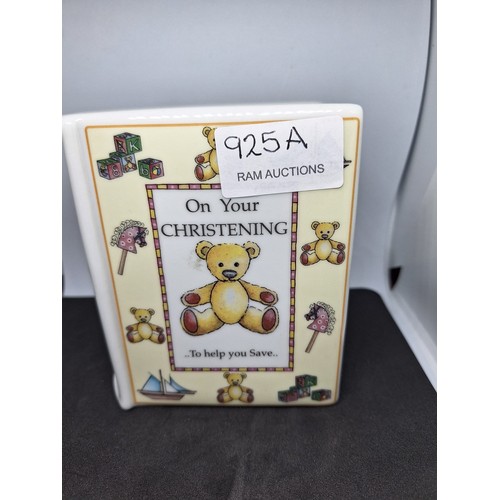 925A
RAM AUCTIONS
On Your
CHRISTENING
..To help you Save..